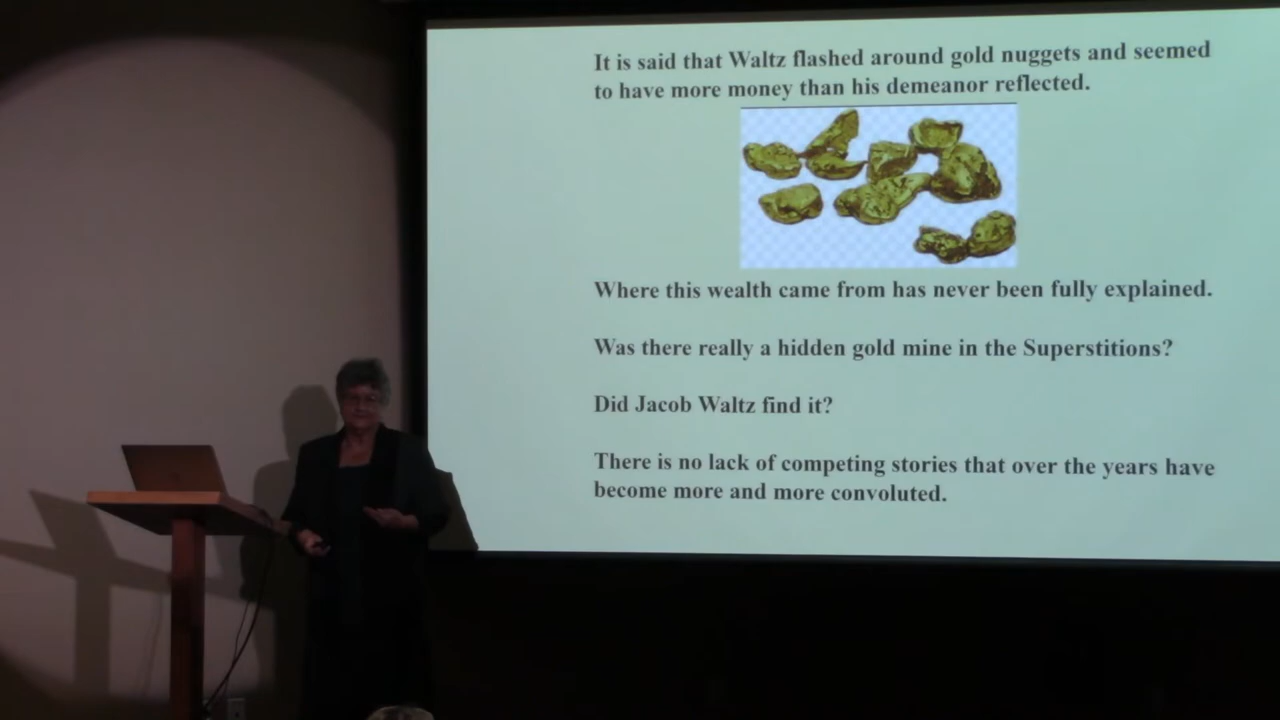 It is said that Waltz flashed around gold nuggets and seemed
to have more money than his demeanor reflected.
Where this wealth came from has never been fully explained.
Was there really a hidden gold mine in the Superstitions?
Did Jacob Waltz find it?
There is no lack of competing stories that over the years have
become more and more convoluted.